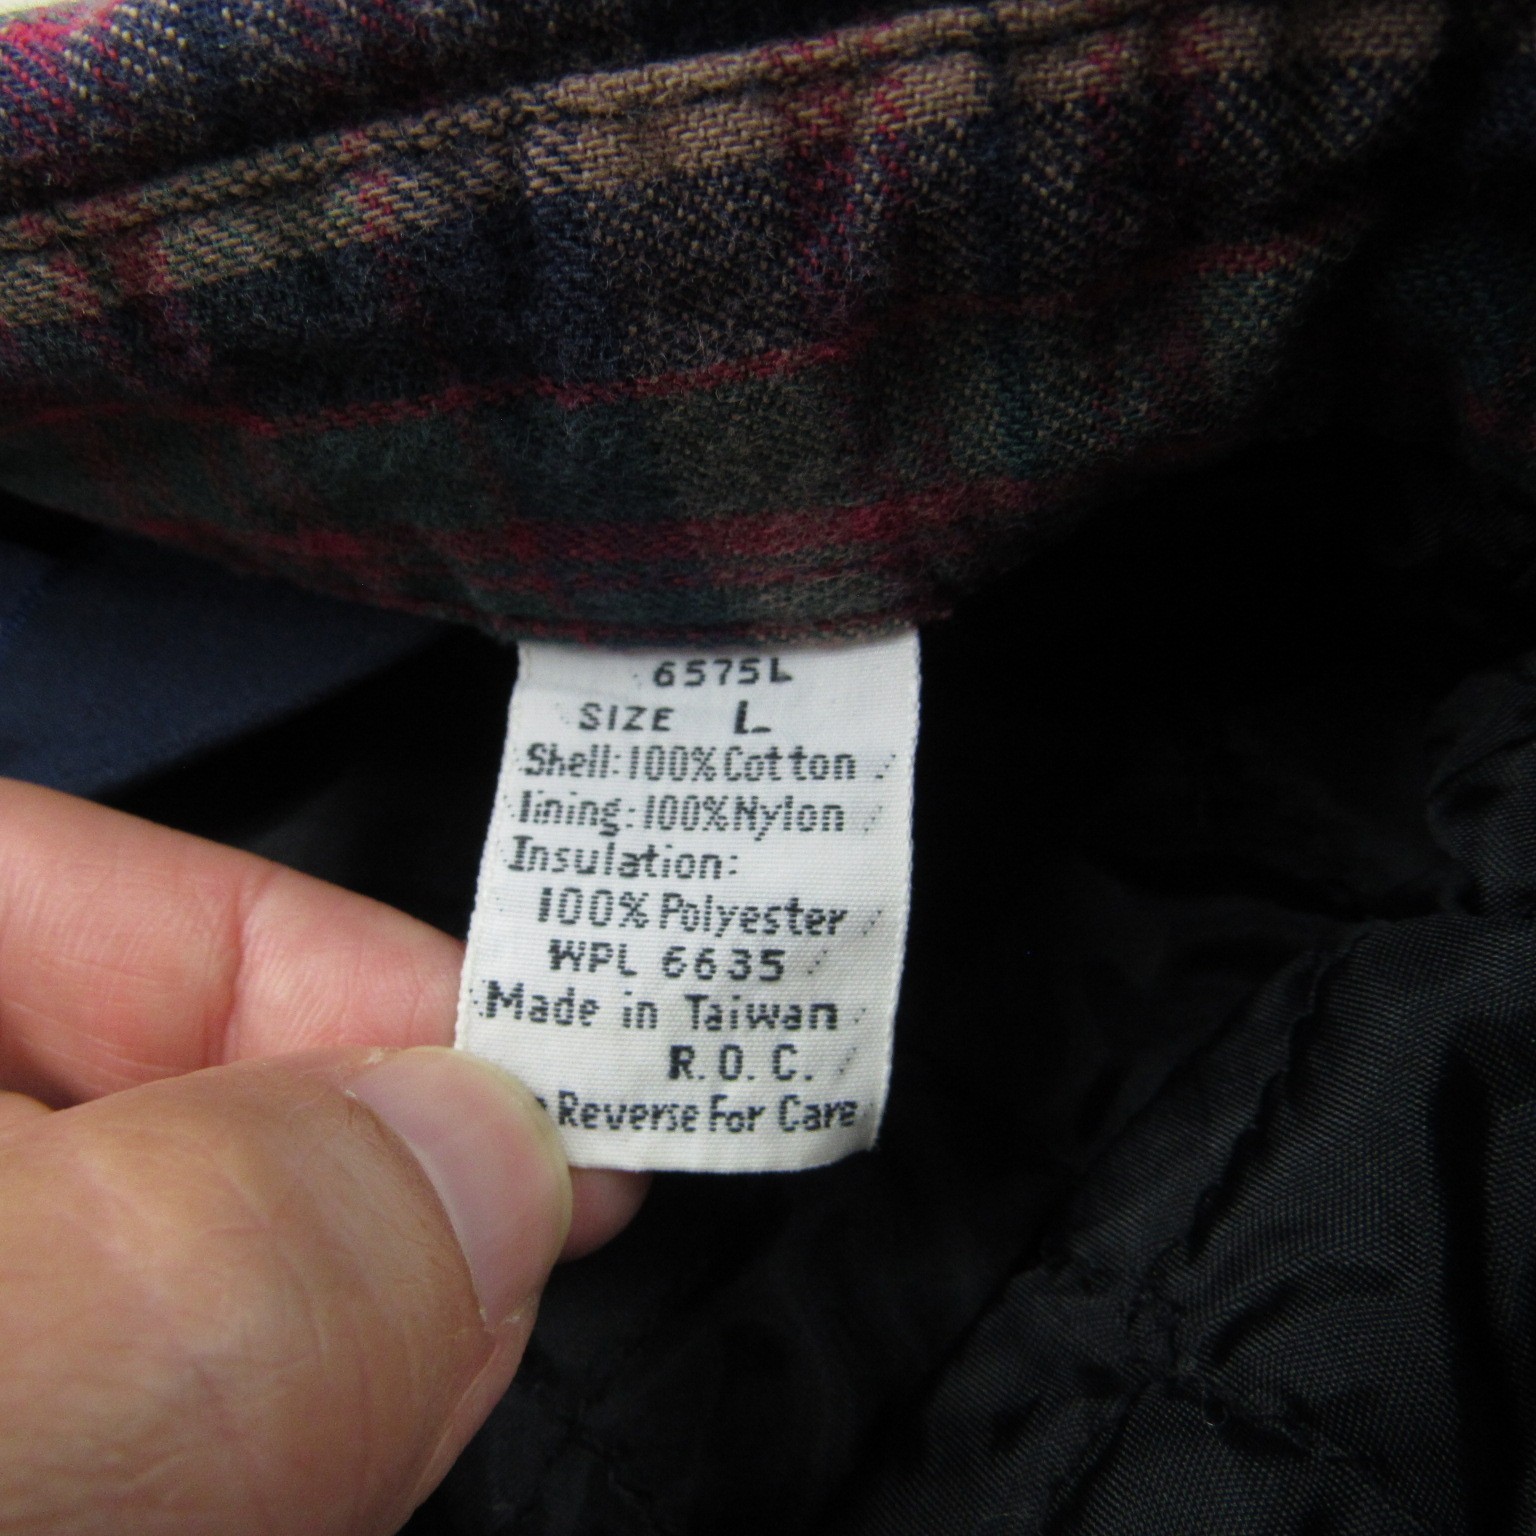 6575L
SIZE L
Shell:100%Cotton
lining:100%Nylon
Insulation:
100%Polyester
WPL 6635
Made in Taiwan
R.O.C.
Reverse For Care